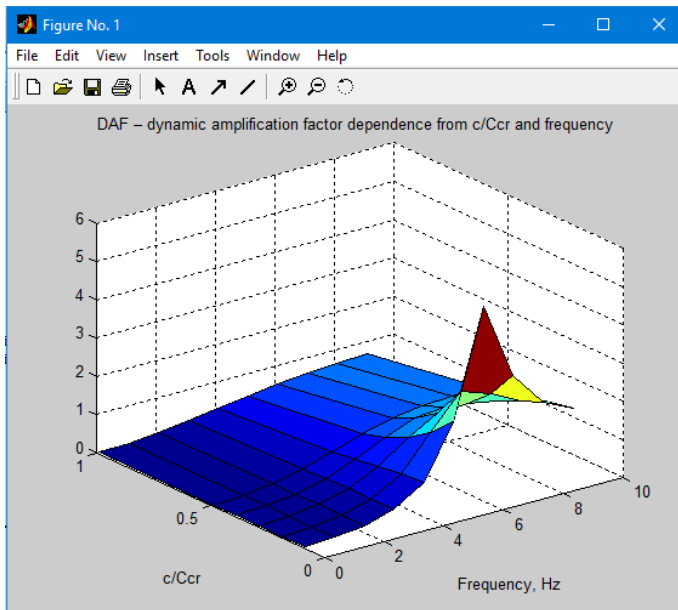 Figure No. 1
File Edit View Insert Tools Window Help
A
DAF – dynamic amplification factor dependence from c/Ccr and frequency
6
5
4
3
2
1
0
1
0.5
0
0
2
4
6
8
10
c/Ccr
Frequency, Hz